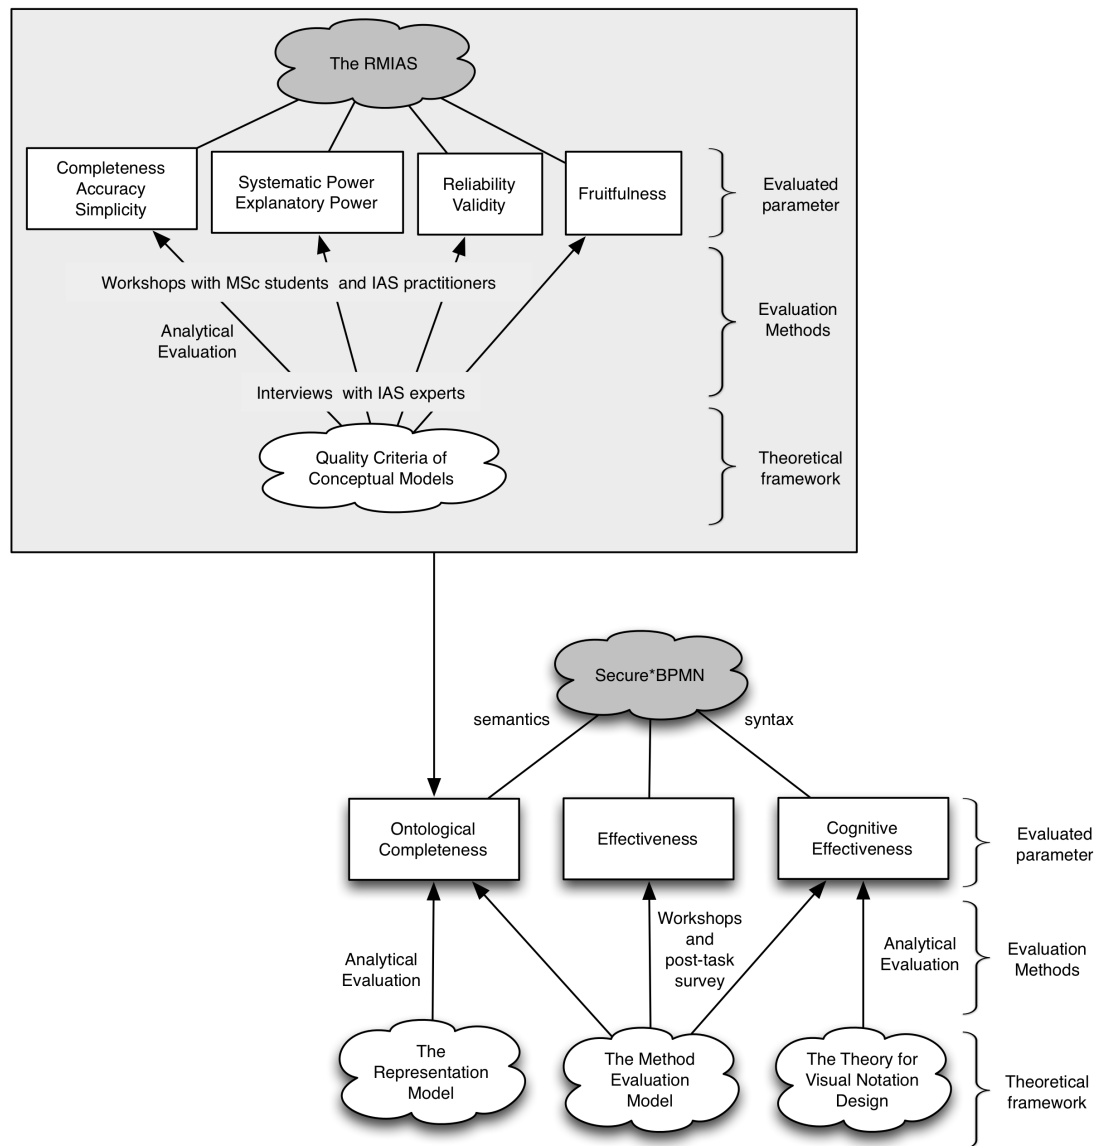 The RMIAS
Completeness
Accuracy
Simplicity
Systematic Power
Explanatory Power
Reliability
Validity
Fruitfulness
Evaluated
parameter
Workshops with MSc students and IAS practitioners
Analytical
Evaluation
Evaluation
Methods
Interviews with IAS experts
Quality Criteria of
Conceptual Models
Theoretical
framework
Secure*BPMN
semantics
syntax
Ontological
Completeness
Effectiveness
Cognitive
Effectiveness
Evaluated
parameter
Analytical
Evaluation
Workshops
and
post-task
survey
Analytical
Evaluation
Evaluation
Methods
The
Representation
Model
The Method
Evaluation
Model
The Theory for
Visual Notation
Design
Theoretical
framework